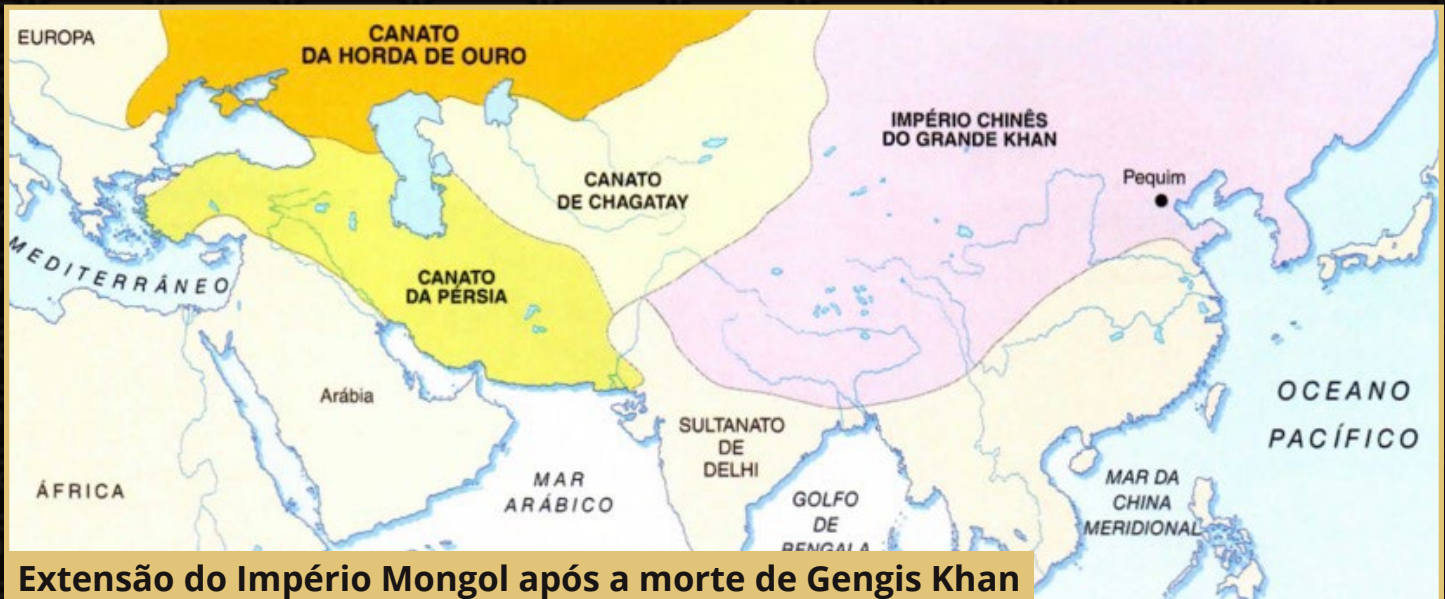 EUROPA
CANATO
DA HORDA DE OURO
IMPÉRIO CHINÊS
DO GRANDE KHAN
Pequim
CANATO
DE CHAGATAY
MEDITERRÂNEO
CANATO
DA PÉRSIA
Arábia
ÁFRICA
MAR
ARÁBICO
SULTANATO
DE
DELHI
GOLFO
DE
BENGALA
MAR DA
CHINA
MERIDIONAL
OCEANO
PACÍFICO
Extensão do Império Mongol após a morte de Gengis Khan